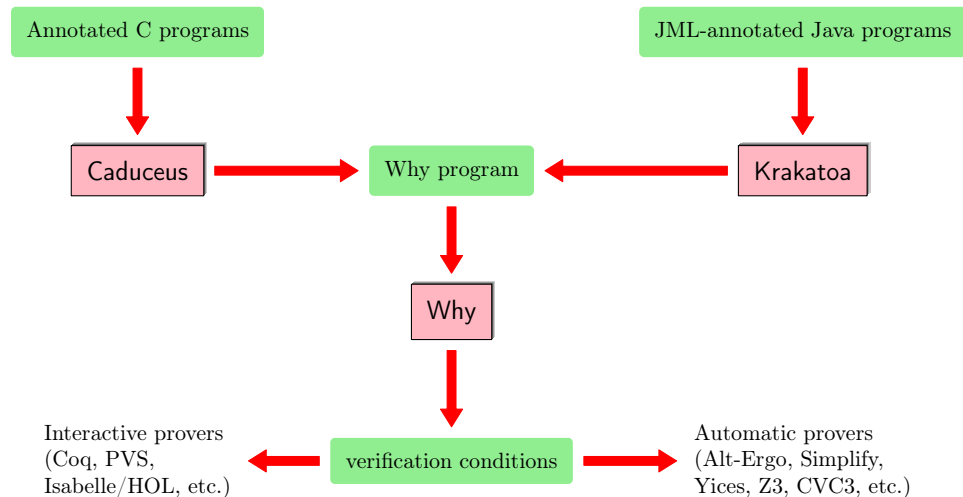 Annotated C programs
JML-annotated Java programs
Caduceus
Why program
Krakatoa
Why
Interactive provers
(Coq, PVS,
Isabelle/HOL, etc.)
verification conditions
Automatic provers
(Alt-Ergo, Simplify,
Yices, Z3, CVC3, etc.)